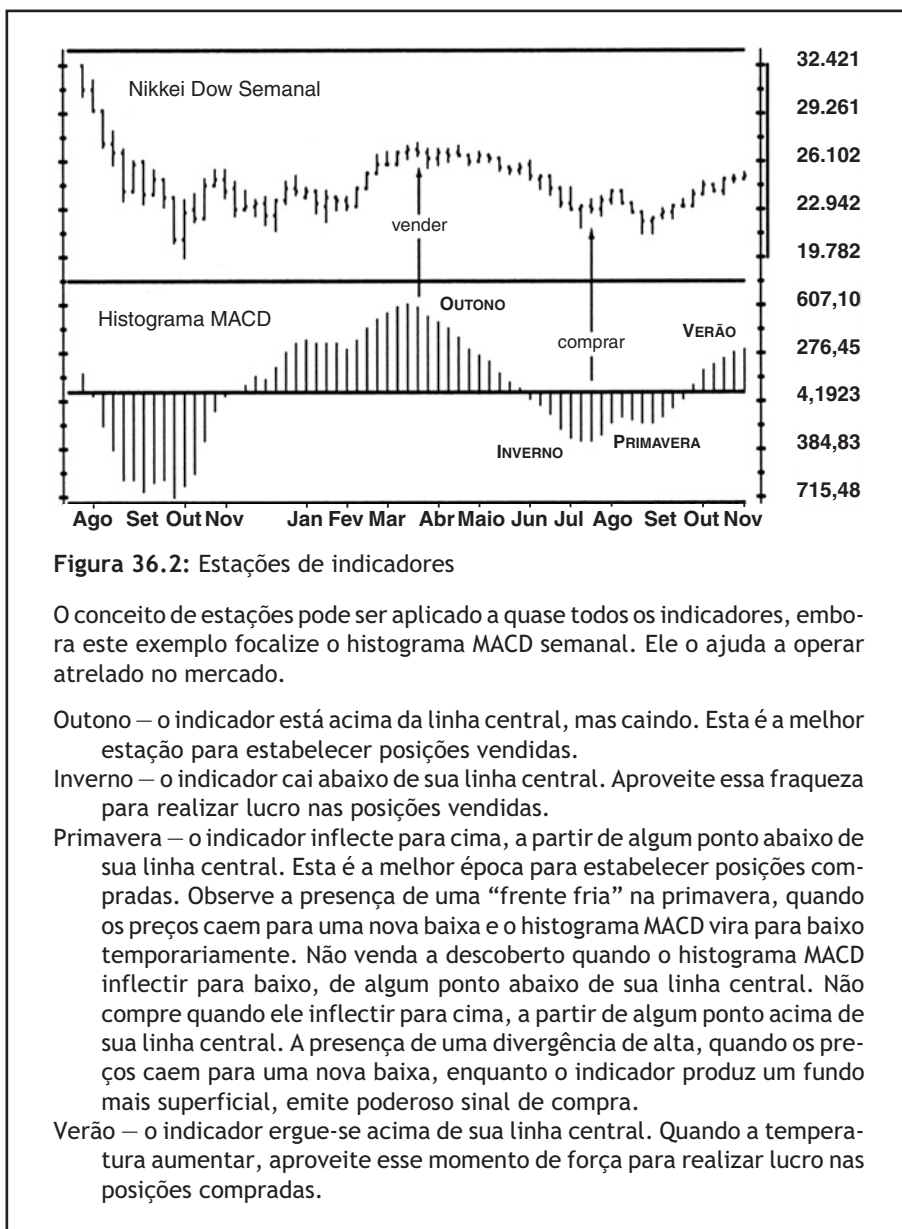 Nikkei Dow Semanal
32.421
29.261
26.102
22.942
19.782
vender
Histograma MACD
OUTONO
comprar
VERÃO
INVERNO
PRIMAVERA
607,10
276,45
4,1923
384,83
715,48
Ago Set Out Nov Jan Fev Mar Abr Maio Jun Jul Ago Set Out Nov
Figura 36.2: Estações de indicadores
O conceito de estações pode ser aplicado a quase todos os indicadores, embo-
ra este exemplo focalize o histograma MACD semanal. Ele o ajuda a operar
atrelado no mercado.
Outono — o indicador está acima da linha central, mas caindo. Esta é a melhor
estação para estabelecer posições vendidas.
Inverno — o indicador cai abaixo de sua linha central. Aproveite essa fraqueza
para realizar lucro nas posições vendidas.
Primavera — o indicador inflecte para cima, a partir de algum ponto abaixo de
sua linha central. Esta é a melhor época para estabelecer posições com-
pradas. Observe a presença de uma “frente fria” na primavera, quando
os preços caem para uma nova baixa e o histograma MACD vira para baixo
temporariamente. Não venda a descoberto quando o histograma MACD
inflectir para baixo, de algum ponto abaixo de sua linha central. Não
compre quando ele inflectir para cima, a partir de algum ponto acima de
sua linha central. A presença de uma divergência de alta, quando os pre-
ços caem para uma nova baixa, enquanto o indicador produz um fundo
mais superficial, emite poderoso sinal de compra.
Verão — o indicador ergue-se acima de sua linha central. Quando a tempera-
tura aumentar, aproveite esse momento de força para realizar lucro nas
posições compradas.